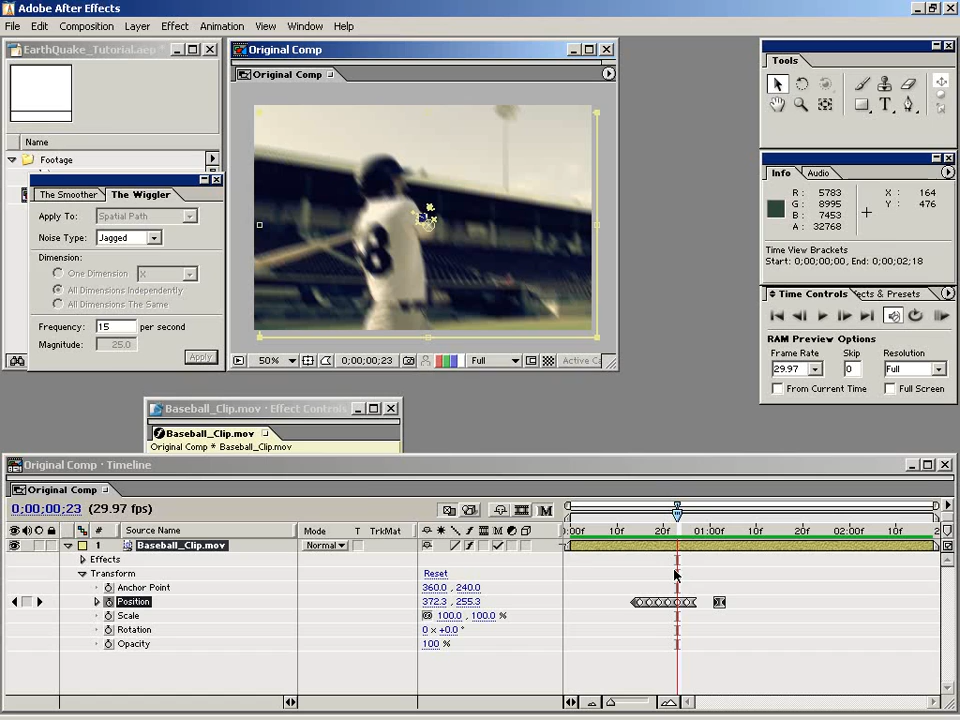 Adobe After Effects
File Edit Composition Layer Effect Animation View Window Help
EarthQuake_Tutorial.aep *
Name
Footage
The Smoother The Wiggler
Apply To: Spatial Path
Noise Type: Jagged
Dimension:
One Dimension X
All Dimensions Independently
All Dimensions The Same
Frequency: 15 per second
Magnitude: 25.0
Apply
Original Comp
Original Comp
8
50% 0;00;00;23 Full Active Ca
Tools
Info Audio
R : 5783 X : 164
G : 8995 Y : 476
B : 7453
A : 32768
Time View Brackets
Start: 0;00;00;00, End: 0;00;02;18
Time Controls ects & Presets
RAM Preview Options
Frame Rate Skip Resolution
29.97 0 Full
From Current Time Full Screen
Baseball_Clip.mov · Effect Controls
Baseball_Clip.mov
Original Comp * Baseball_Clip.mov
Original Comp · Timeline
Original Comp
0;00;00;23 (29.97 fps)
# Source Name Mode T TrkMat :00f 10f 20f 01:00f 10f 20f 02:00f 10f
1 Baseball_Clip.mov Normal
Effects
Transform Reset
Anchor Point 360.0 , 240.0
Position 372.3 , 255.3
Scale 100.0 , 100.0 %
Rotation 0 x +0.0 °
Opacity 100 %